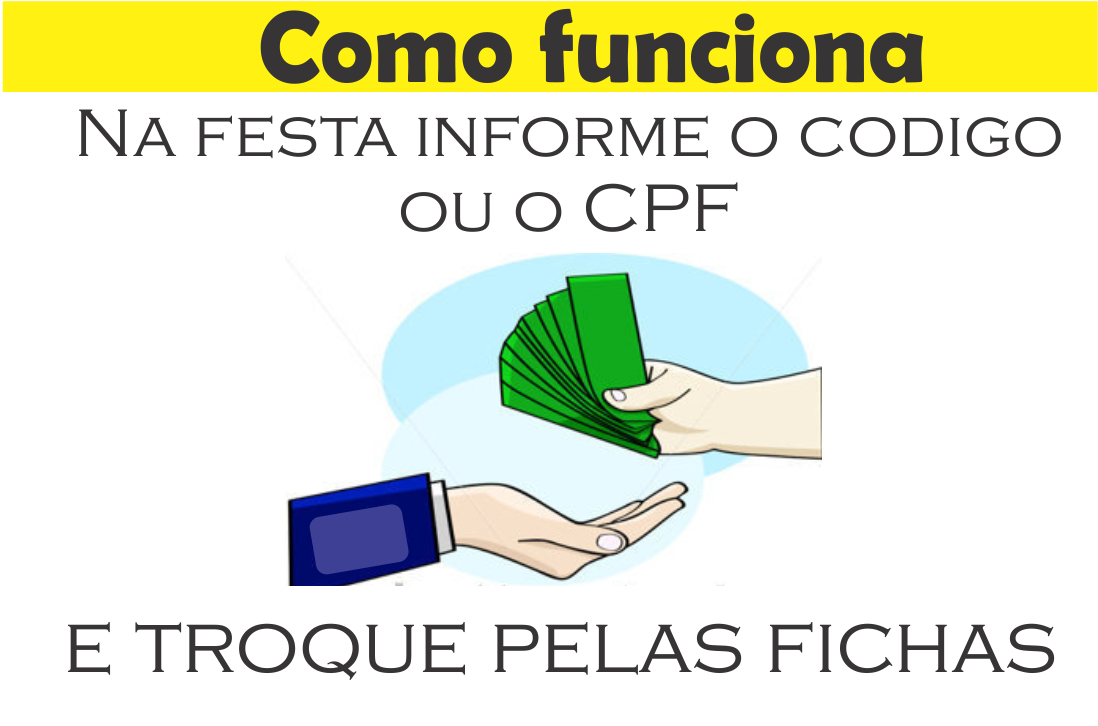 Como funciona
NA FESTA INFORME O CODIGO
OU O CPF
E TROQUE PELAS FICHAS